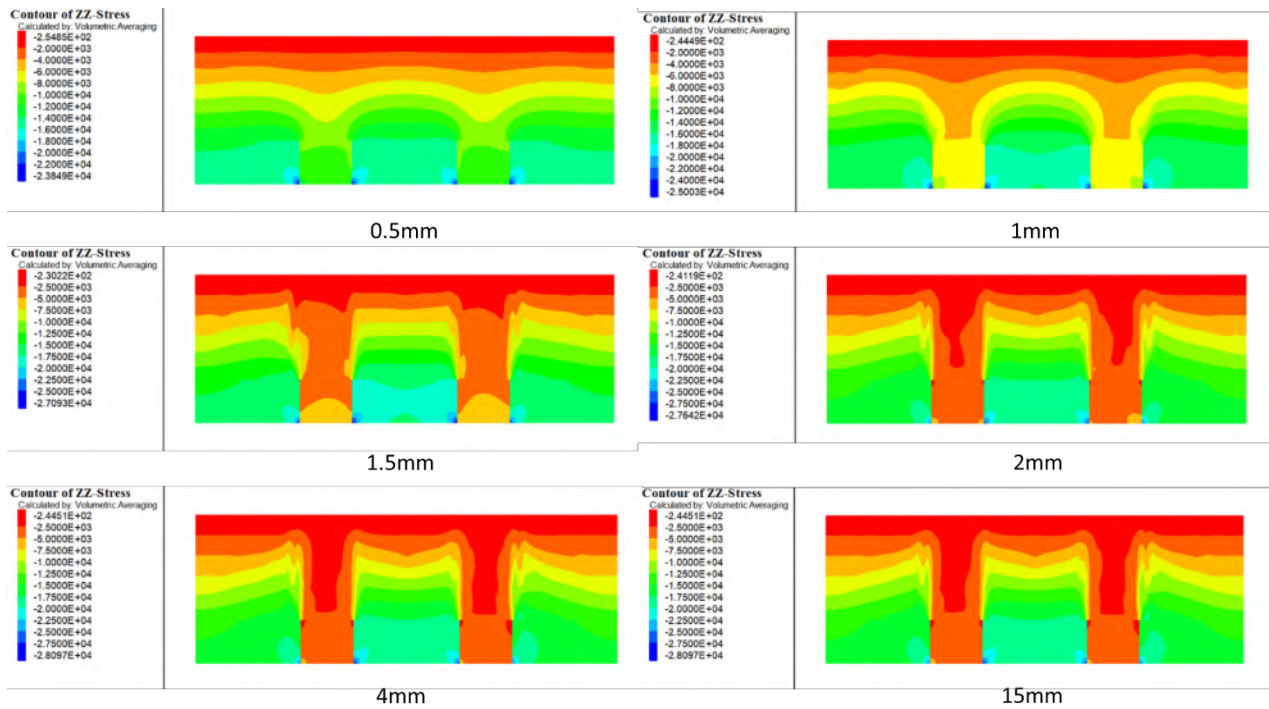 Contour of ZZ-Stress
Calculated by: Volumetric Averaging
-2.5485E+02
-2.0000E+03
-4.0000E+03
-6.0000E+03
-8.0000E+03
-1.0000E+04
-1.2000E+04
-1.4000E+04
-1.6000E+04
-1.8000E+04
-2.0000E+04
-2.2000E+04
-2.3849E+04
0.5mm
Contour of ZZ-Stress
Calculated by: Volumetric Averaging
-2.4449E+02
-2.0000E+03
-4.0000E+03
-6.0000E+03
-8.0000E+03
-1.0000E+04
-1.2000E+04
-1.4000E+04
-1.6000E+04
-1.8000E+04
-2.0000E+04
-2.2000E+04
-2.4000E+04
-2.5003E+04
1mm
Contour of ZZ-Stress
Calculated by: Volumetric Averaging
-2.3022E+02
-2.5000E+03
-5.0000E+03
-7.5000E+03
-1.0000E+04
-1.2500E+04
-1.5000E+04
-1.7500E+04
-2.0000E+04
-2.2500E+04
-2.5000E+04
-2.7093E+04
1.5mm
Contour of ZZ-Stress
Calculated by: Volumetric Averaging
-2.4119E+02
-2.5000E+03
-5.0000E+03
-7.5000E+03
-1.0000E+04
-1.2500E+04
-1.5000E+04
-1.7500E+04
-2.0000E+04
-2.2500E+04
-2.5000E+04
-2.7500E+04
-2.7642E+04
2mm
Contour of ZZ-Stress
Calculated by: Volumetric Averaging
-2.4451E+02
-2.5000E+03
-5.0000E+03
-7.5000E+03
-1.0000E+04
-1.2500E+04
-1.5000E+04
-1.7500E+04
-2.0000E+04
-2.2500E+04
-2.5000E+04
-2.7500E+04
-2.8097E+04
4mm
Contour of ZZ-Stress
Calculated by: Volumetric Averaging
-2.4451E+02
-2.5000E+03
-5.0000E+03
-7.5000E+03
-1.0000E+04
-1.2500E+04
-1.5000E+04
-1.7500E+04
-2.0000E+04
-2.2500E+04
-2.5000E+04
-2.7500E+04
-2.8097E+04
15mm